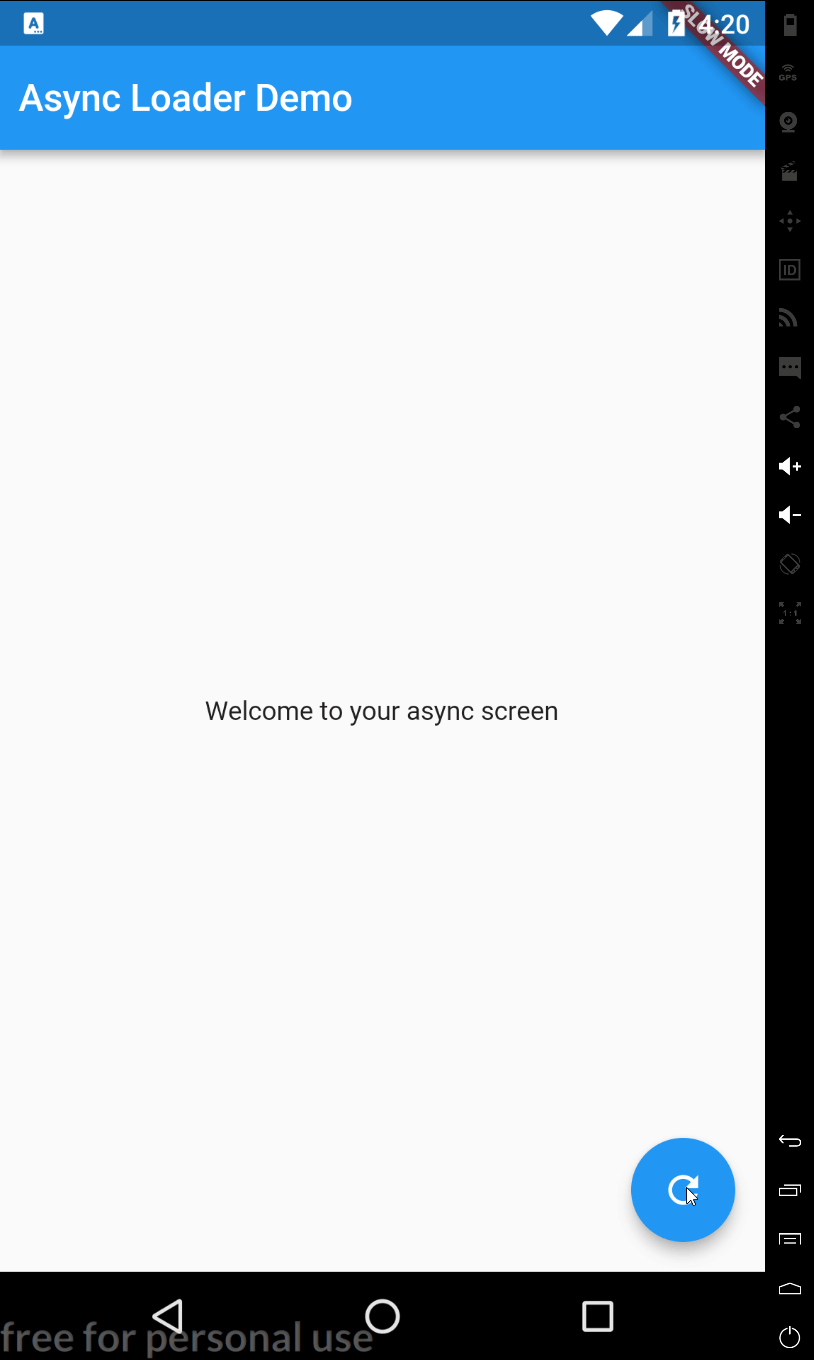 A
4:20
SLOW MODE
Async Loader Demo
GPS
ID
1:1
Welcome to your async screen
free for personal use